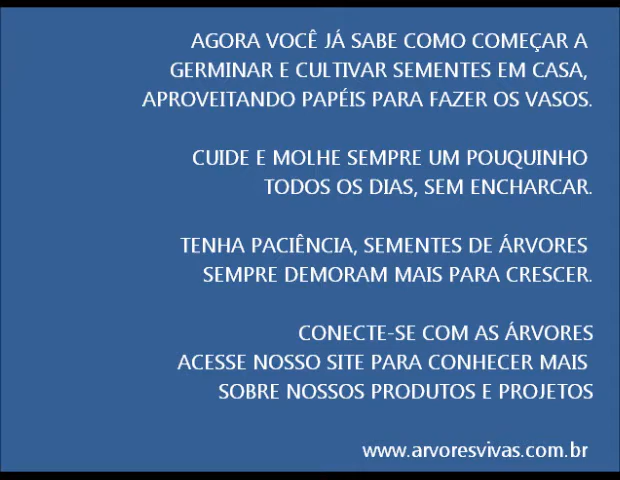 AGORA VOCÊ JÁ SABE COMO COMEÇAR A
GERMINAR E CULTIVAR SEMENTES EM CASA,
APROVEITANDO PAPÉIS PARA FAZER OS VASOS.
CUIDE E MOLHE SEMPRE UM POUQUINHO
TODOS OS DIAS, SEM ENCHARCAR.
TENHA PACIÊNCIA, SEMENTES DE ÁRVORES
SEMPRE DEMORAM MAIS PARA CRESCER.
CONECTE-SE COM AS ÁRVORES
ACESSE NOSSO SITE PARA CONHECER MAIS
SOBRE NOSSOS PRODUTOS E PROJETOS
www.arvoresvivas.com.br